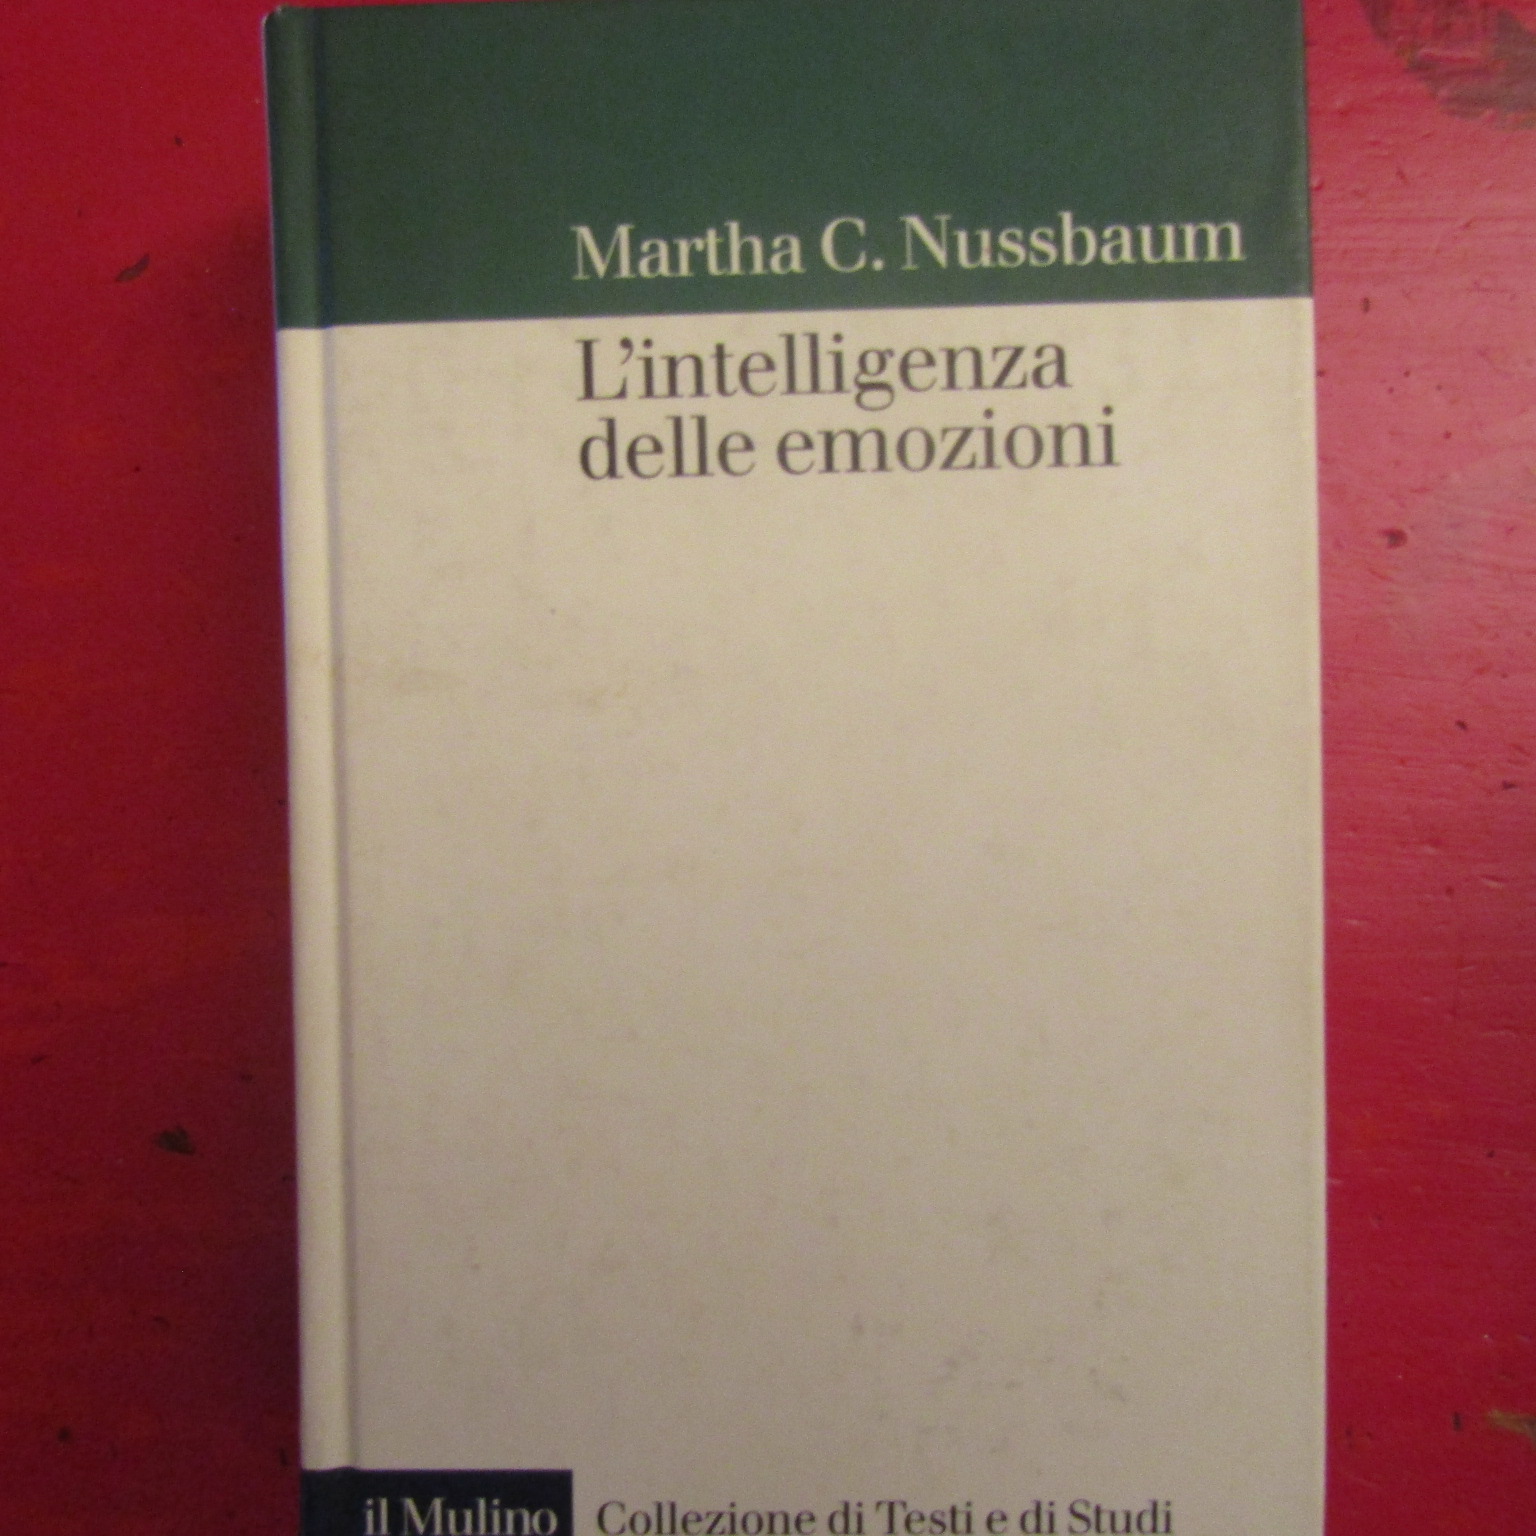 Martha C. Nussbaum
L'intelligenza
delle emozioni
il Mulino Collezione di Testi e di Studi